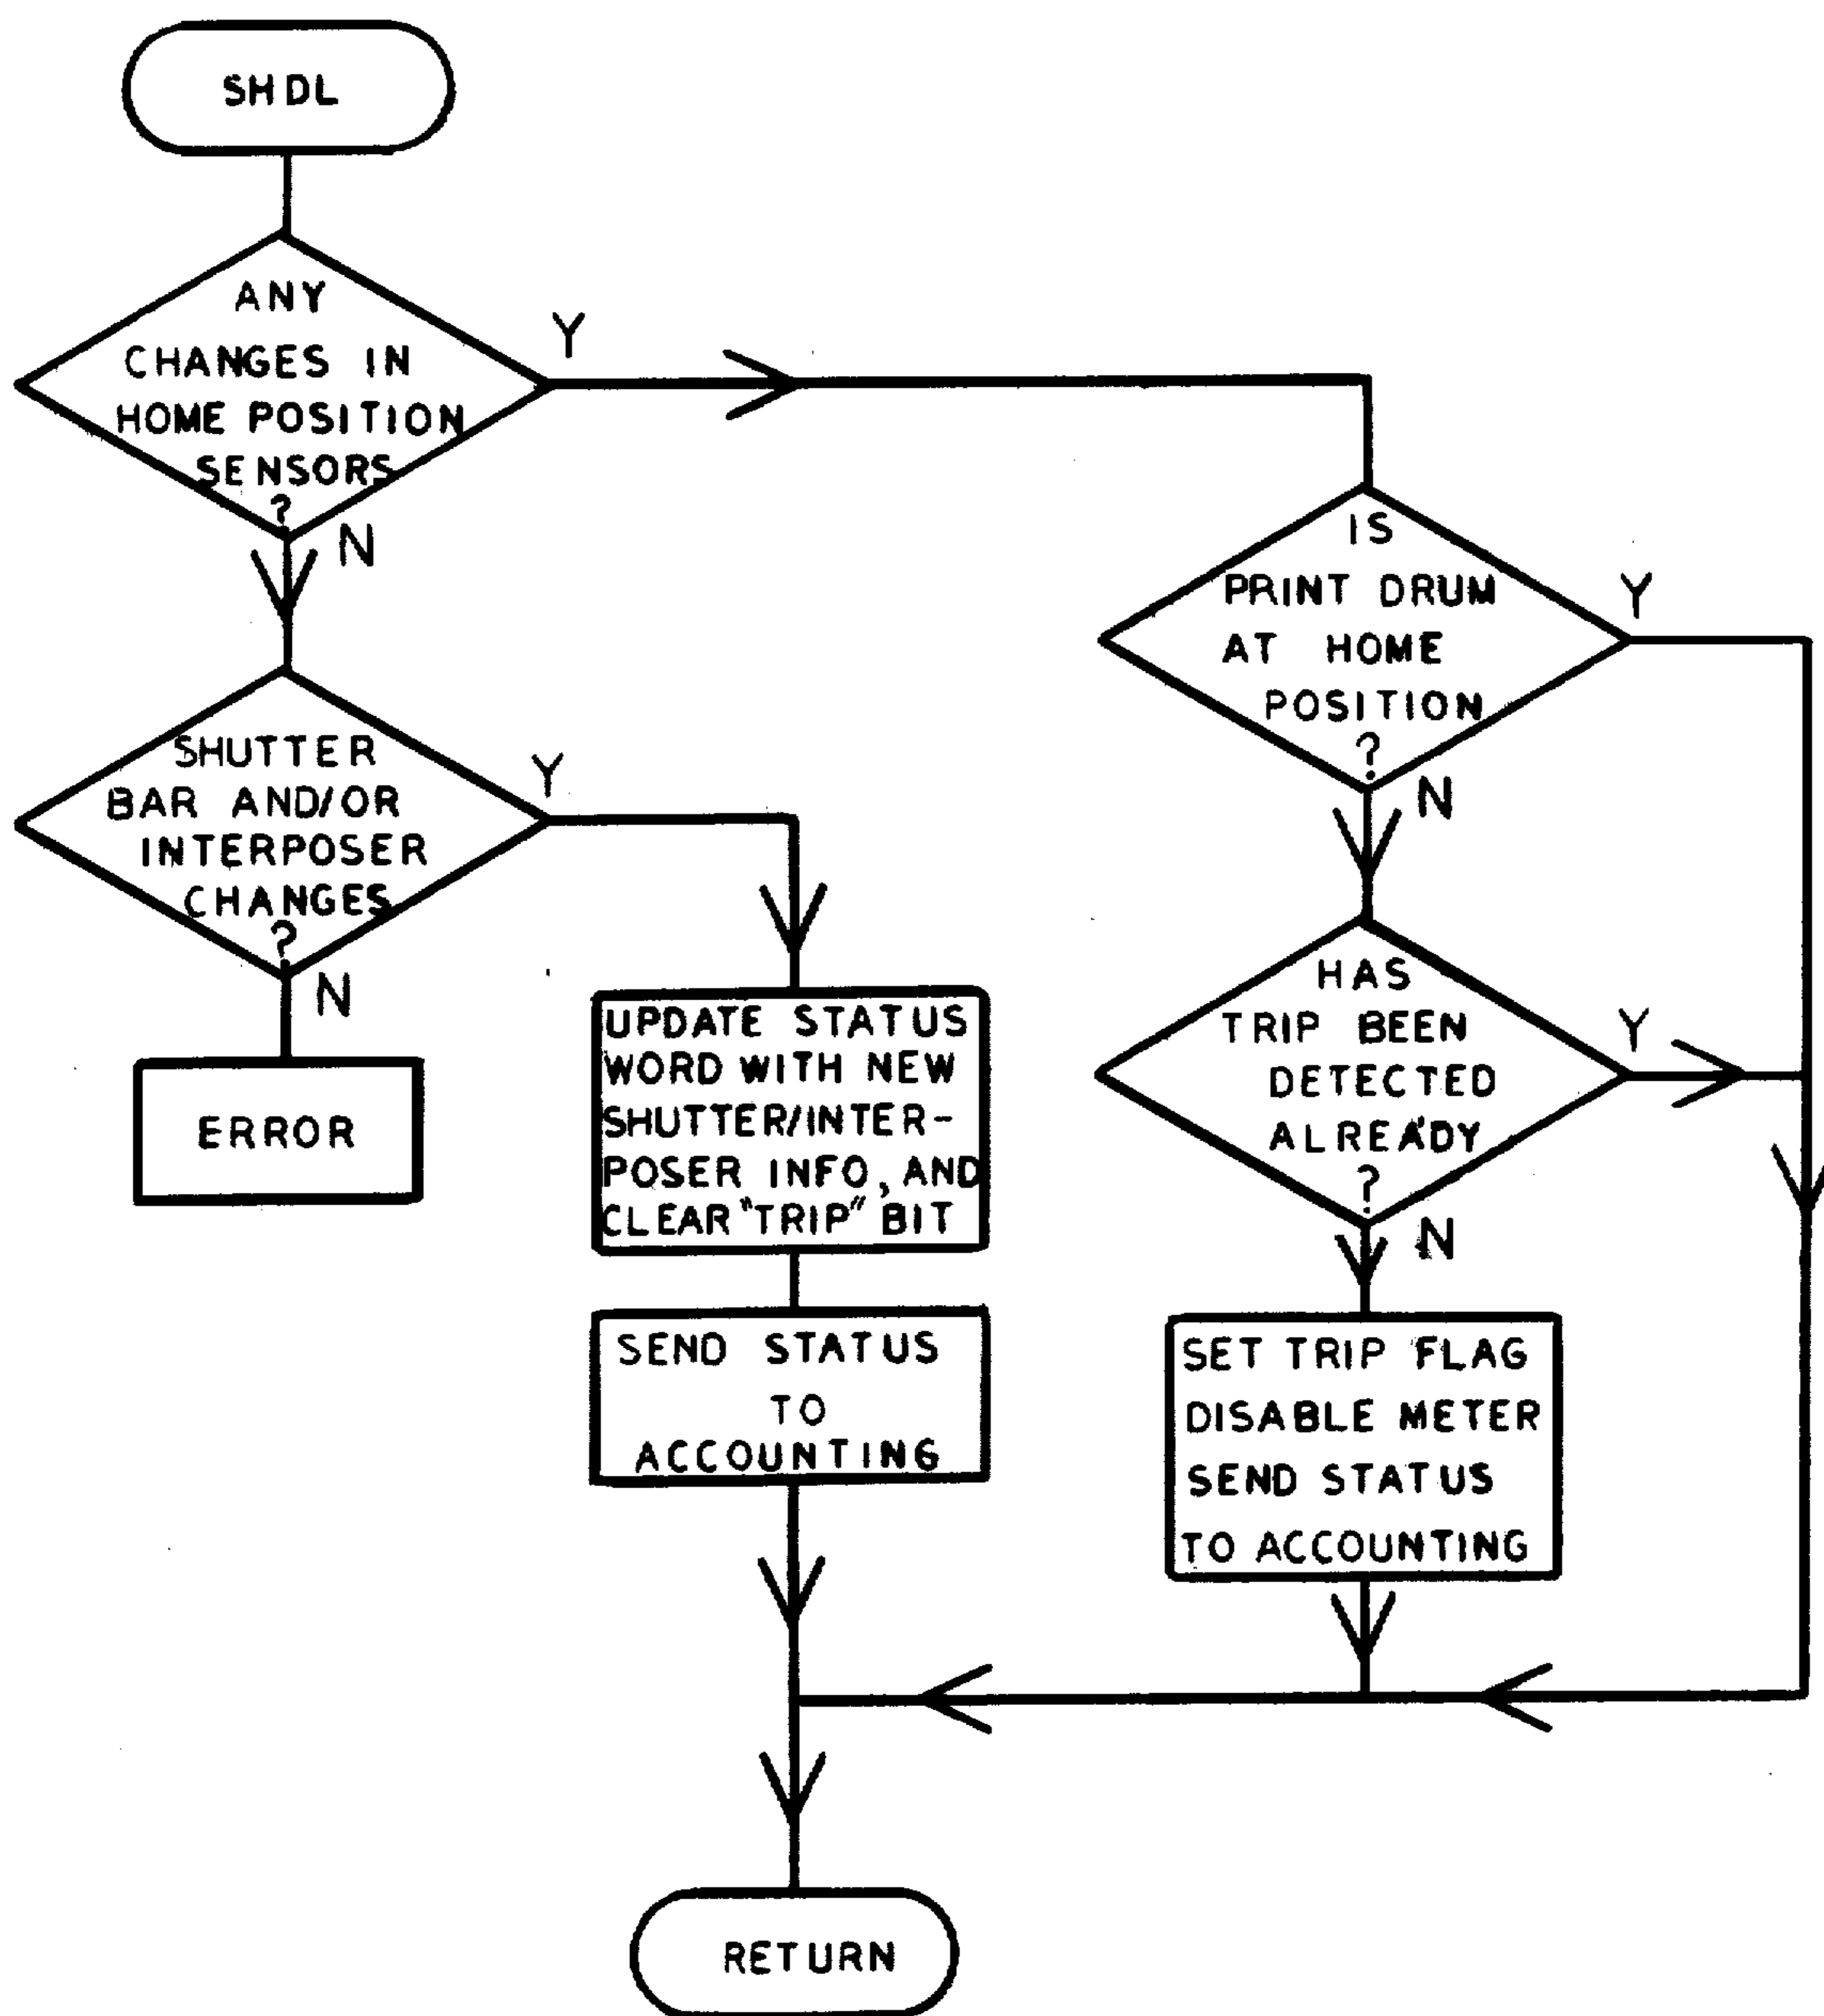 SHDL
ANY
CHANGES IN
HOME POSITION
SENSORS
?
Y
N
SHUTTER
BAR AND/OR
INTERPOSER
CHANGES
?
Y
N
ERROR
UPDATE STATUS
WORD WITH NEW
SHUTTER/INTER-
POSER INFO, AND
CLEAR "TRIP" BIT
SEND STATUS
TO
ACCOUNTING
IS
PRINT DRUM
AT HOME
POSITION
?
Y
N
HAS
TRIP BEEN
DETECTED
ALREADY
?
Y
N
SET TRIP FLAG
DISABLE METER
SEND STATUS
TO ACCOUNTING
RETURN